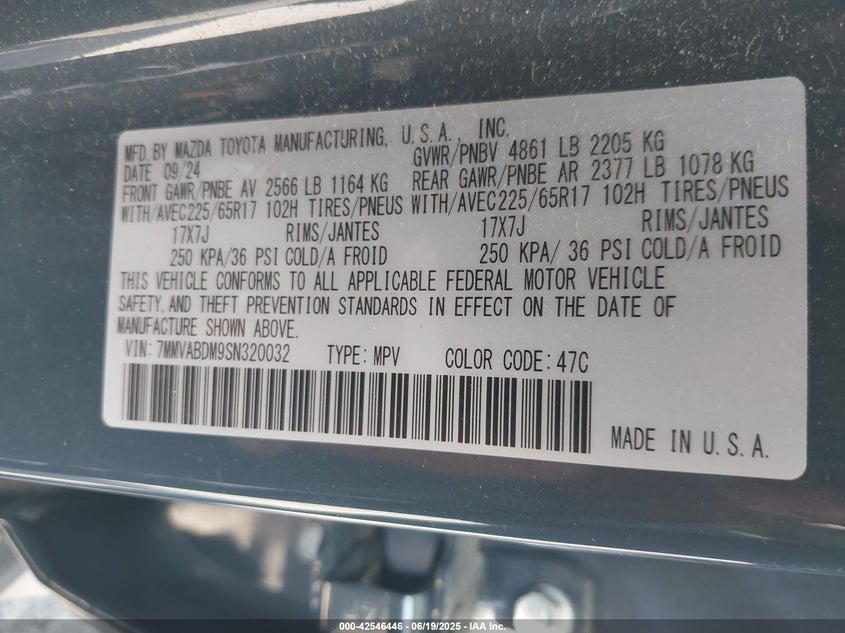 MFD. BY MAZDA TOYOTA MANUFACTURING, U.S.A. INC.
DATE 09/24 GVWR/PNBV 4861 LB 2205 KG
FRONT GAWR/PNBE AV 2566 LB 1164 KG REAR GAWR/PNBE AR 2377 LB 1078 KG
WITH/AVEC225/65R17 102H TIRES/PNEUS WITH/AVEC225/65R17 102H TIRES/PNEUS
17X7J RIMS/JANTES 17X7J RIMS/JANTES
250 KPA/36 PSI COLD/A FROID 250 KPA/ 36 PSI COLD/A FROID
THIS VEHICLE CONFORMS TO ALL APPLICABLE FEDERAL MOTOR VEHICLE
SAFETY, AND THEFT PREVENTION STANDARDS IN EFFECT ON THE DATE OF
MANUFACTURE SHOWN ABOVE.
VIN: 7MMVABDM9SN320032 TYPE: MPV COLOR CODE: 47C
MADE IN U.S.A.
000-42546446 - 06/19/2025 - IAA, Inc.